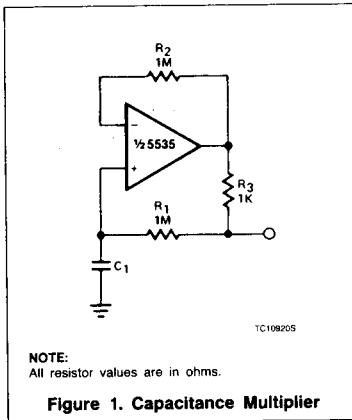 R2
1M
−
½ 5535
+
R3
1K
R1
1M
C1
TC10920S
NOTE:
All resistor values are in ohms.
Figure 1. Capacitance Multiplier